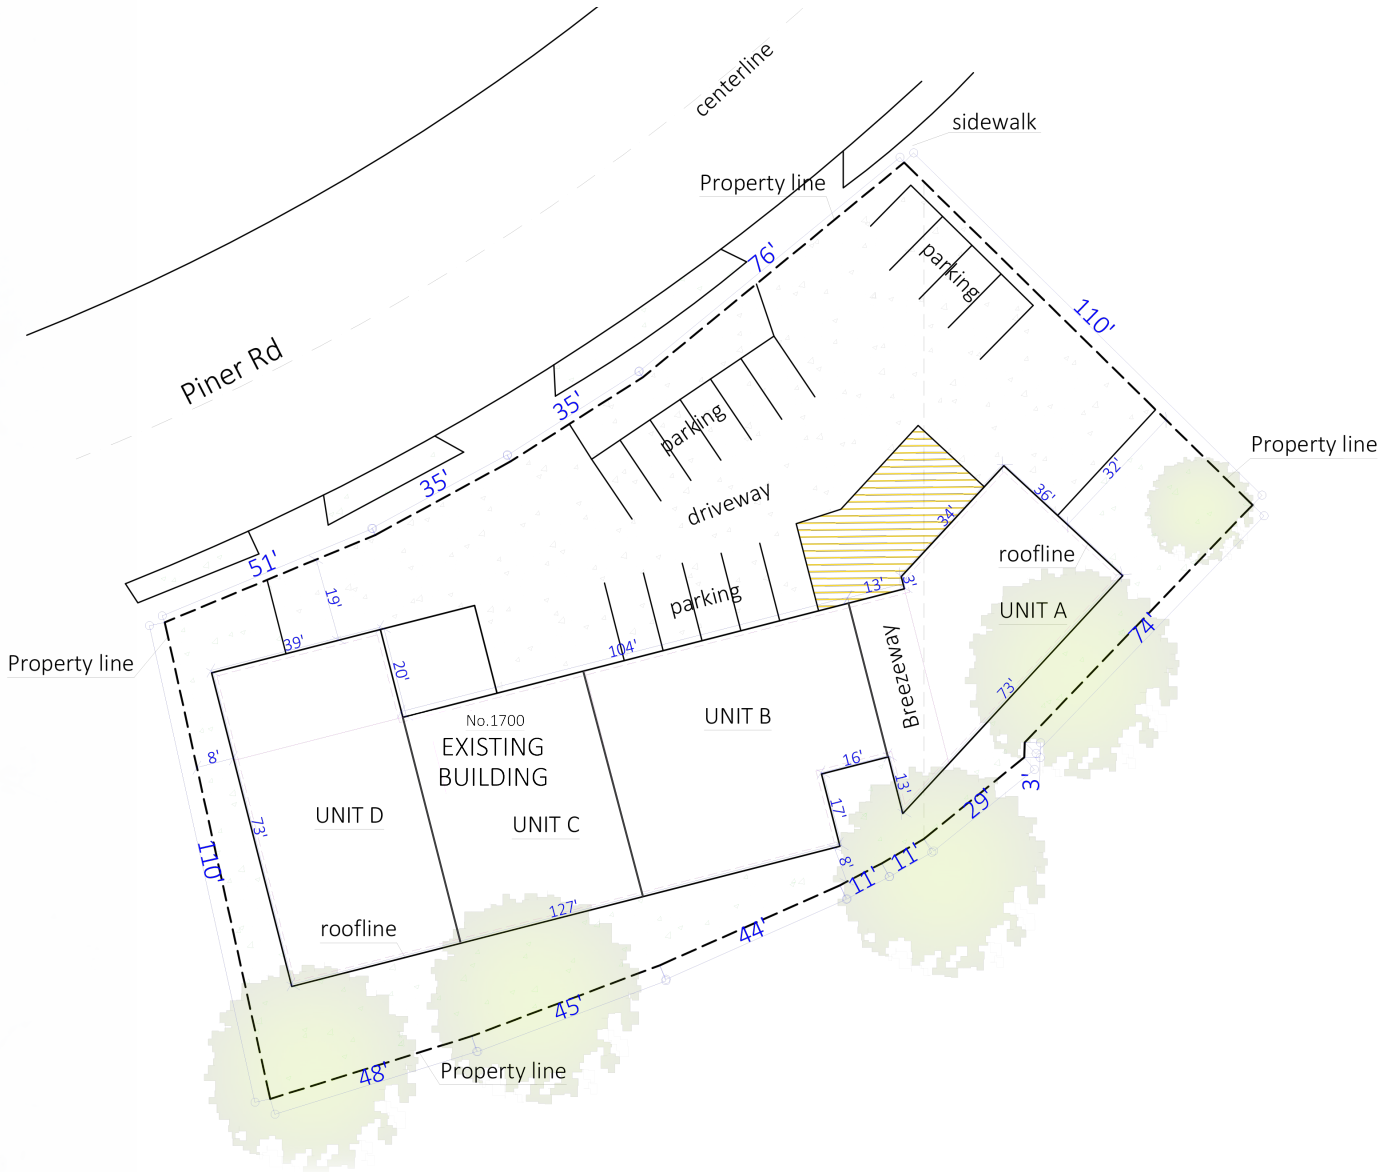 centerline
sidewalk
Property line
76'
Piner Rd
110'
35'
parking
parking
35'
driveway
Property line
32'
36'
34'
51'
roofline
19'
parking
13'
3'
UNIT A
39'
104'
20'
Breezeway
74'
Property line
No.1700
EXISTING
BUILDING
UNIT B
73'
8'
16'
13'
3'
UNIT D
UNIT C
17'
29'
73'
110'
8'
11'
11'
127'
roofline
44'
45'
48'
Property line